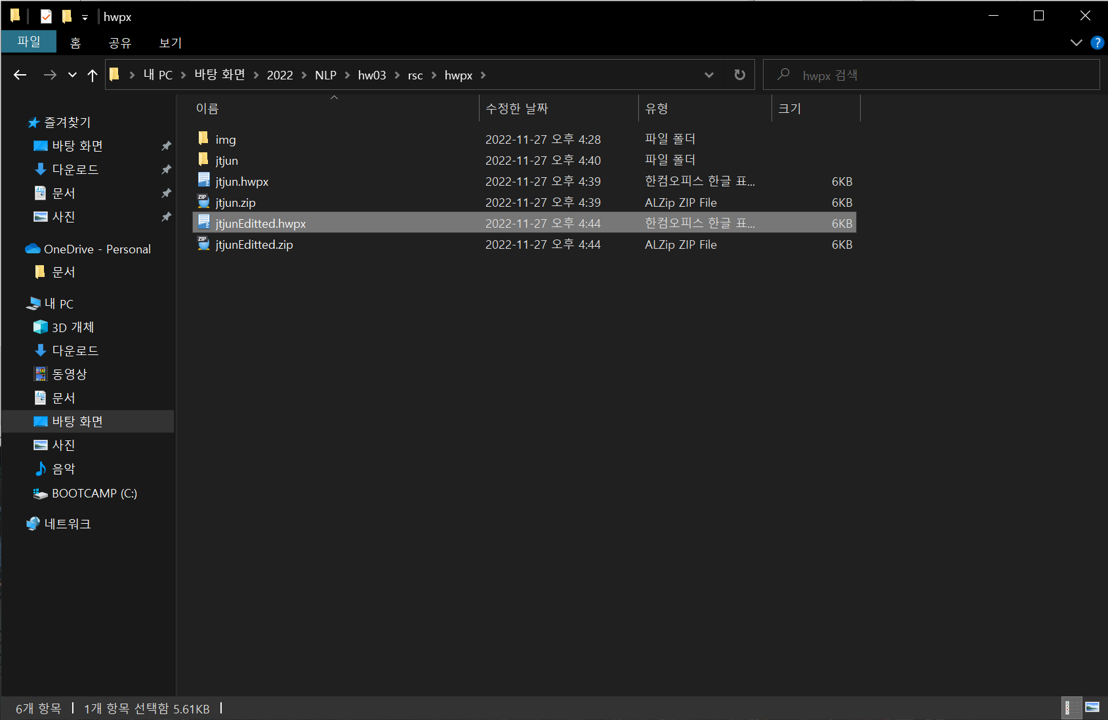 hwpx
파일 홈 공유 보기
내 PC > 바탕 화면 > 2022 > NLP > hw03 > rsc > hwpx >
hwpx 검색
즐겨찾기
바탕 화면
다운로드
문서
사진
OneDrive - Personal
문서
내 PC
3D 개체
다운로드
동영상
문서
바탕 화면
사진
음악
BOOTCAMP (C:)
네트워크
이름 수정한 날짜 유형 크기
img 2022-11-27 오후 4:28 파일 폴더
jtjun 2022-11-27 오후 4:40 파일 폴더
jtjun.hwpx 2022-11-27 오후 4:39 한컴오피스 한글 표... 6KB
jtjun.zip 2022-11-27 오후 4:39 ALZip ZIP File 6KB
jtjunEditted.hwpx 2022-11-27 오후 4:44 한컴오피스 한글 표... 6KB
jtjunEditted.zip 2022-11-27 오후 4:44 ALZip ZIP File 6KB
6개 항목 1개 항목 선택함 5.61KB